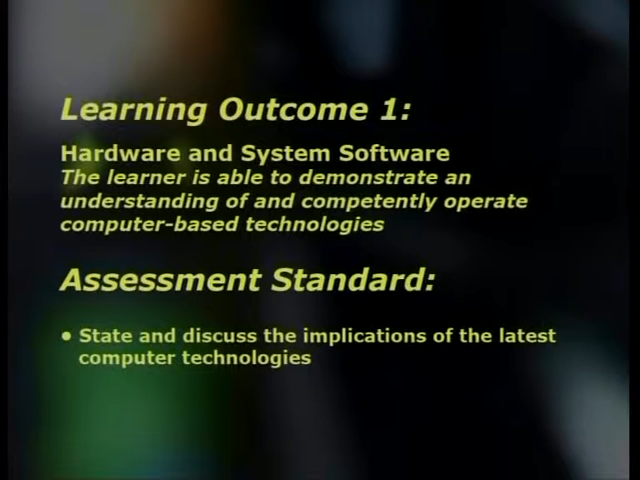 Learning Outcome 1:
Hardware and System Software
The learner is able to demonstrate an
understanding of and competently operate
computer-based technologies
Assessment Standard:
• State and discuss the implications of the latest
computer technologies